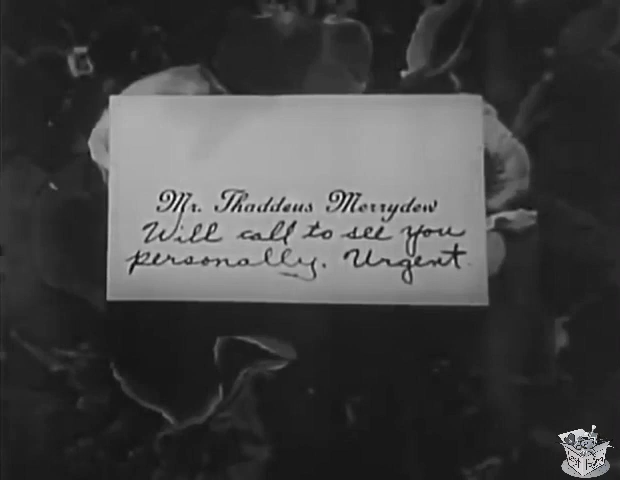 Mr. Thaddeus Merrydew
Will call to see you
personally. Urgent.